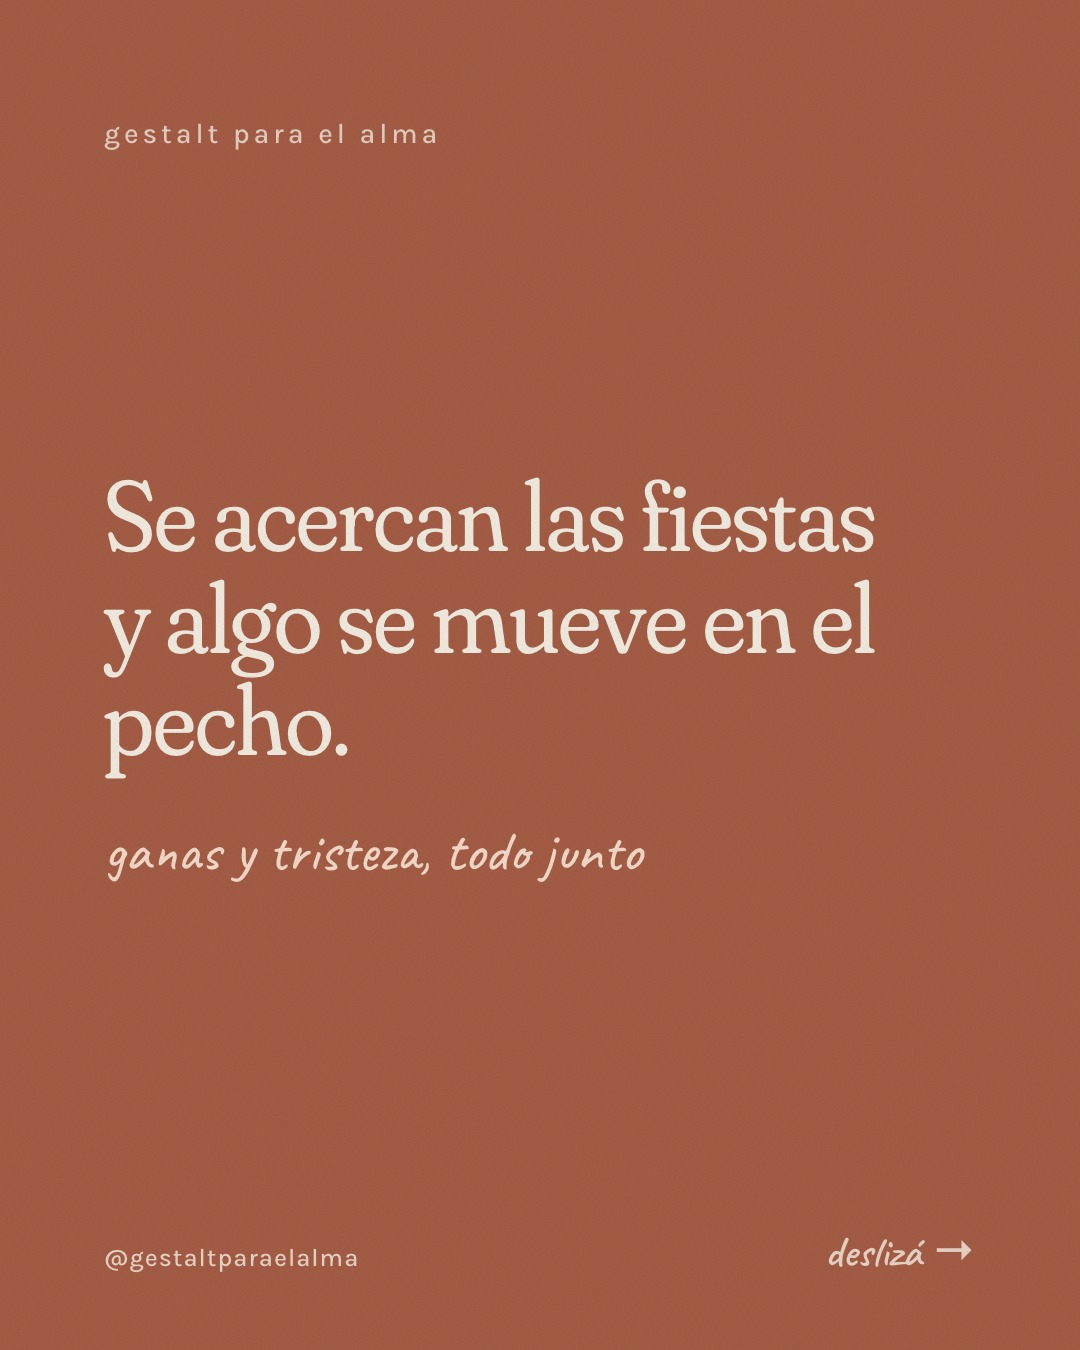 gestalt para el alma
Se acercan las fiestas
y algo se mueve en el
pecho.
ganas y tristeza, todo junto
@gestaltparaelalma
deslizá →